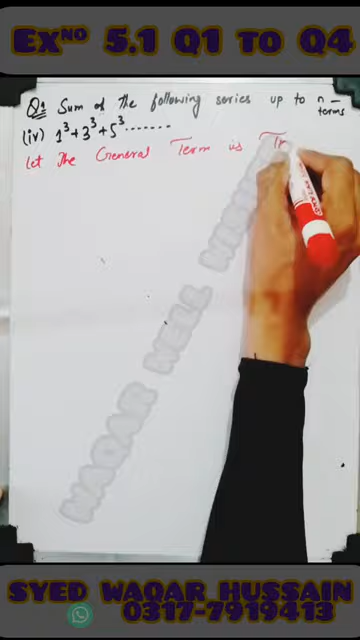 Ex NO 5.1 Q1 TO Q4
Q1 Sum of the following series up to n terms
(iv) 1³+3³+5³.......
let The General Term is
WAQAR
SYED WAQAR HUSSAIN
0317-7919413